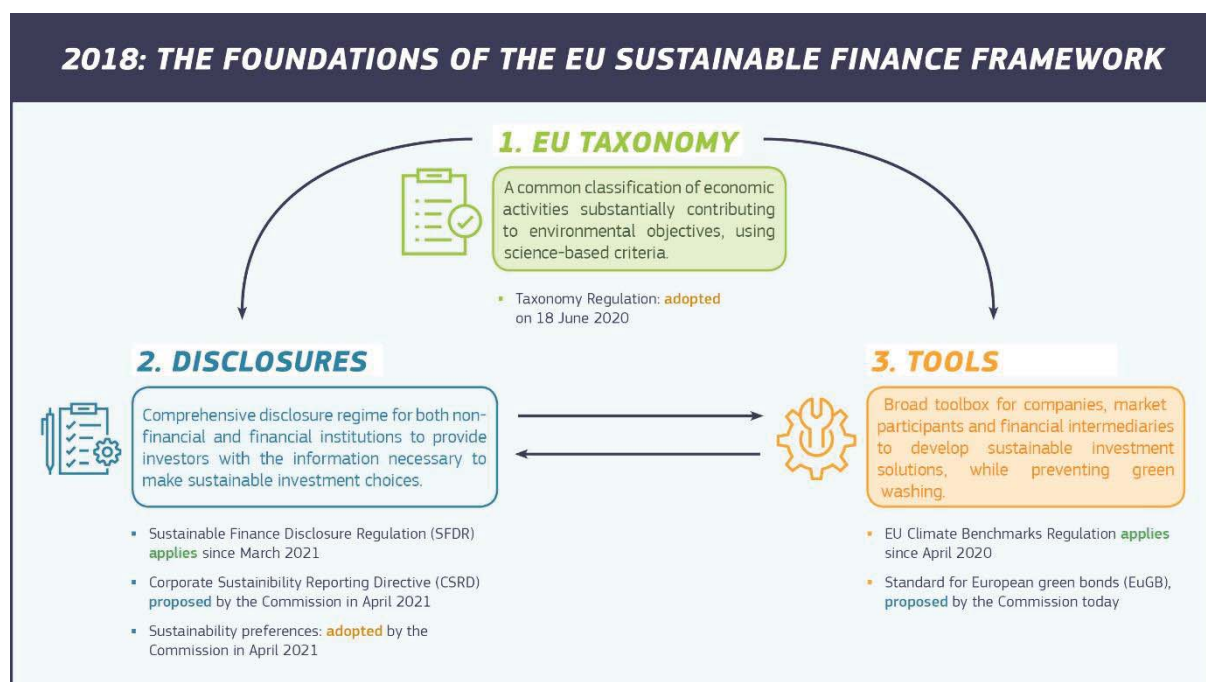 2018: THE FOUNDATIONS OF THE EU SUSTAINABLE FINANCE FRAMEWORK
1. EU TAXONOMY
A common classification of economic
activities substantially contributing
to environmental objectives, using
science-based criteria.
▪ Taxonomy Regulation: adopted
on 18 June 2020
2. DISCLOSURES
Comprehensive disclosure regime for both non-
financial and financial institutions to provide
investors with the information necessary to
make sustainable investment choices.
▪ Sustainable Finance Disclosure Regulation (SFDR)
applies since March 2021
▪ Corporate Sustainibility Reporting Directive (CSRD)
proposed by the Commission in April 2021
▪ Sustainability preferences: adopted by the
Commission in April 2021
3. TOOLS
Broad toolbox for companies, market
participants and financial intermediaries
to develop sustainable investment
solutions, while preventing green
washing.
▪ EU Climate Benchmarks Regulation applies
since April 2020
▪ Standard for European green bonds (EuGB),
proposed by the Commission today